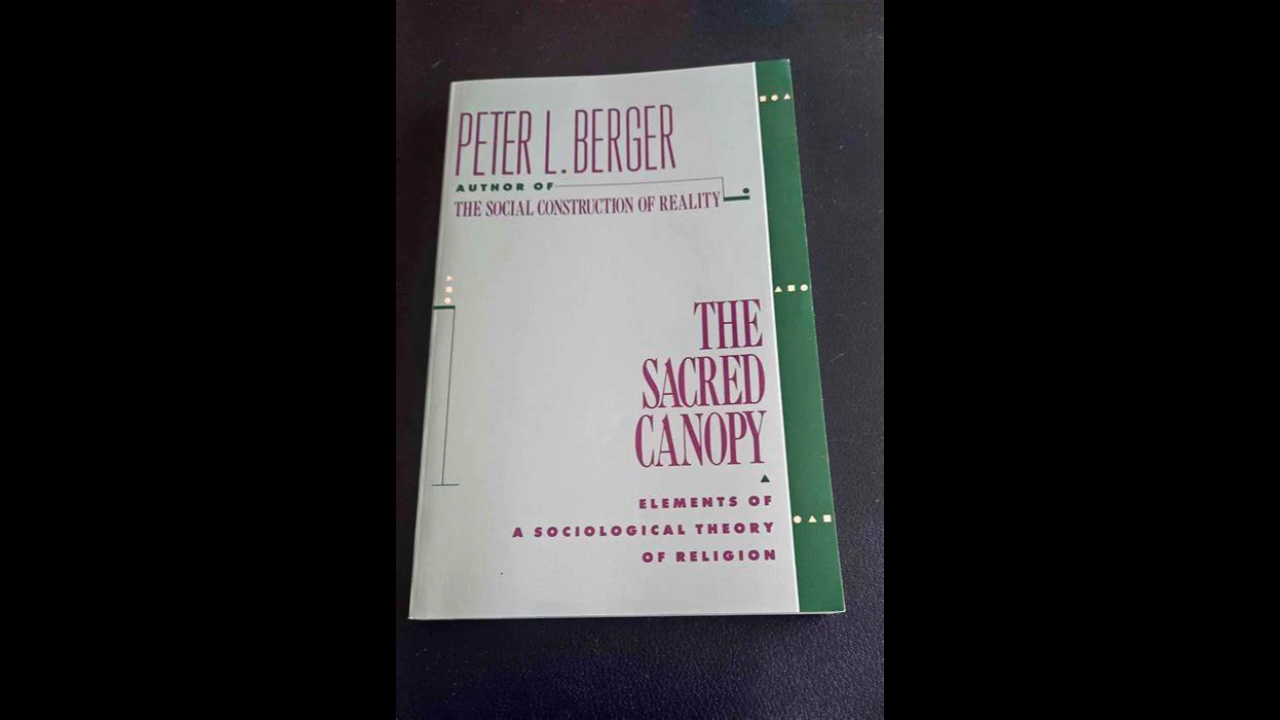 PETER L. BERGER
AUTHOR OF
THE SOCIAL CONSTRUCTION OF REALITY
THE
SACRED
CANOPY
ELEMENTS OF
A SOCIOLOGICAL THEORY
OF RELIGION